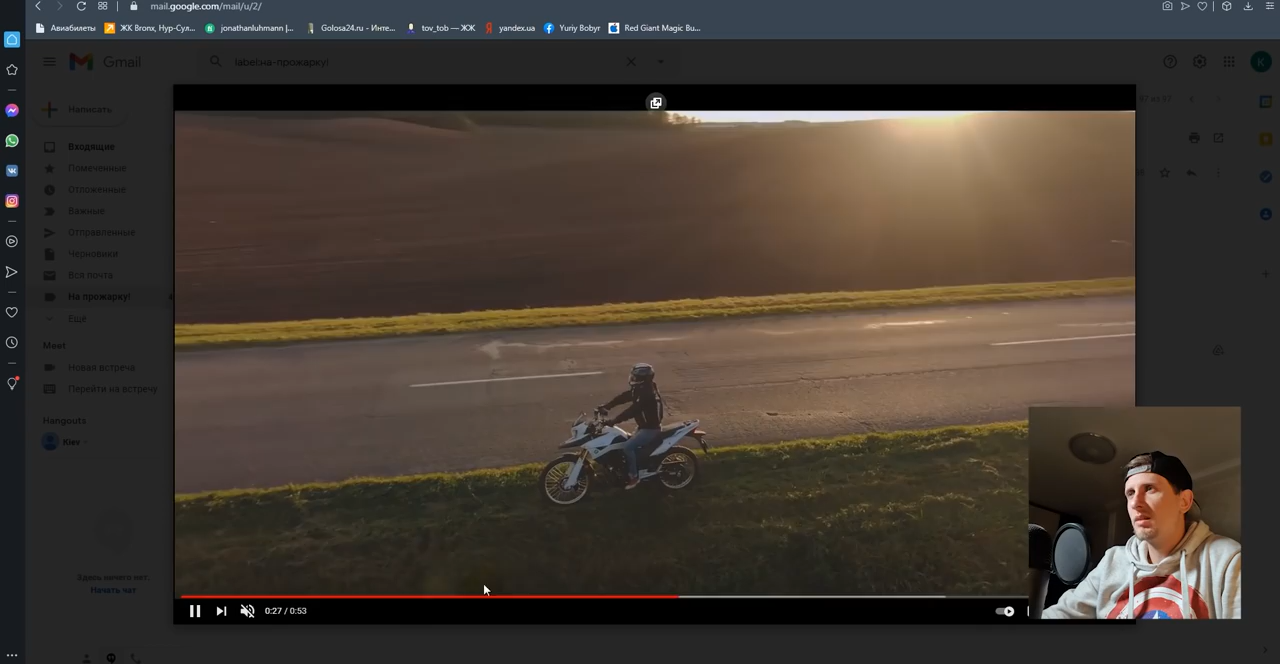 mail.google.com/mail/u/2/
Авиабилеты
ЖК Bronx, Нур-Сул...
jonathanluhmann |...
Golosa24.ru - Инте...
tov_tob — ЖЖ
yandex.ua
Yuriy Bobyr
Red Giant Magic Bu...
Gmail
label:на-прожарку!
K
Написать
Входящие
Помеченные
Отложенные
Важные
Отправленные
Черновики
Вся почта
На прожарку!
Ещё
Meet
Новая встреча
Перейти на встречу
Hangouts
Kiev
Здесь ничего нет.
Начать чат
0:27 / 0:53